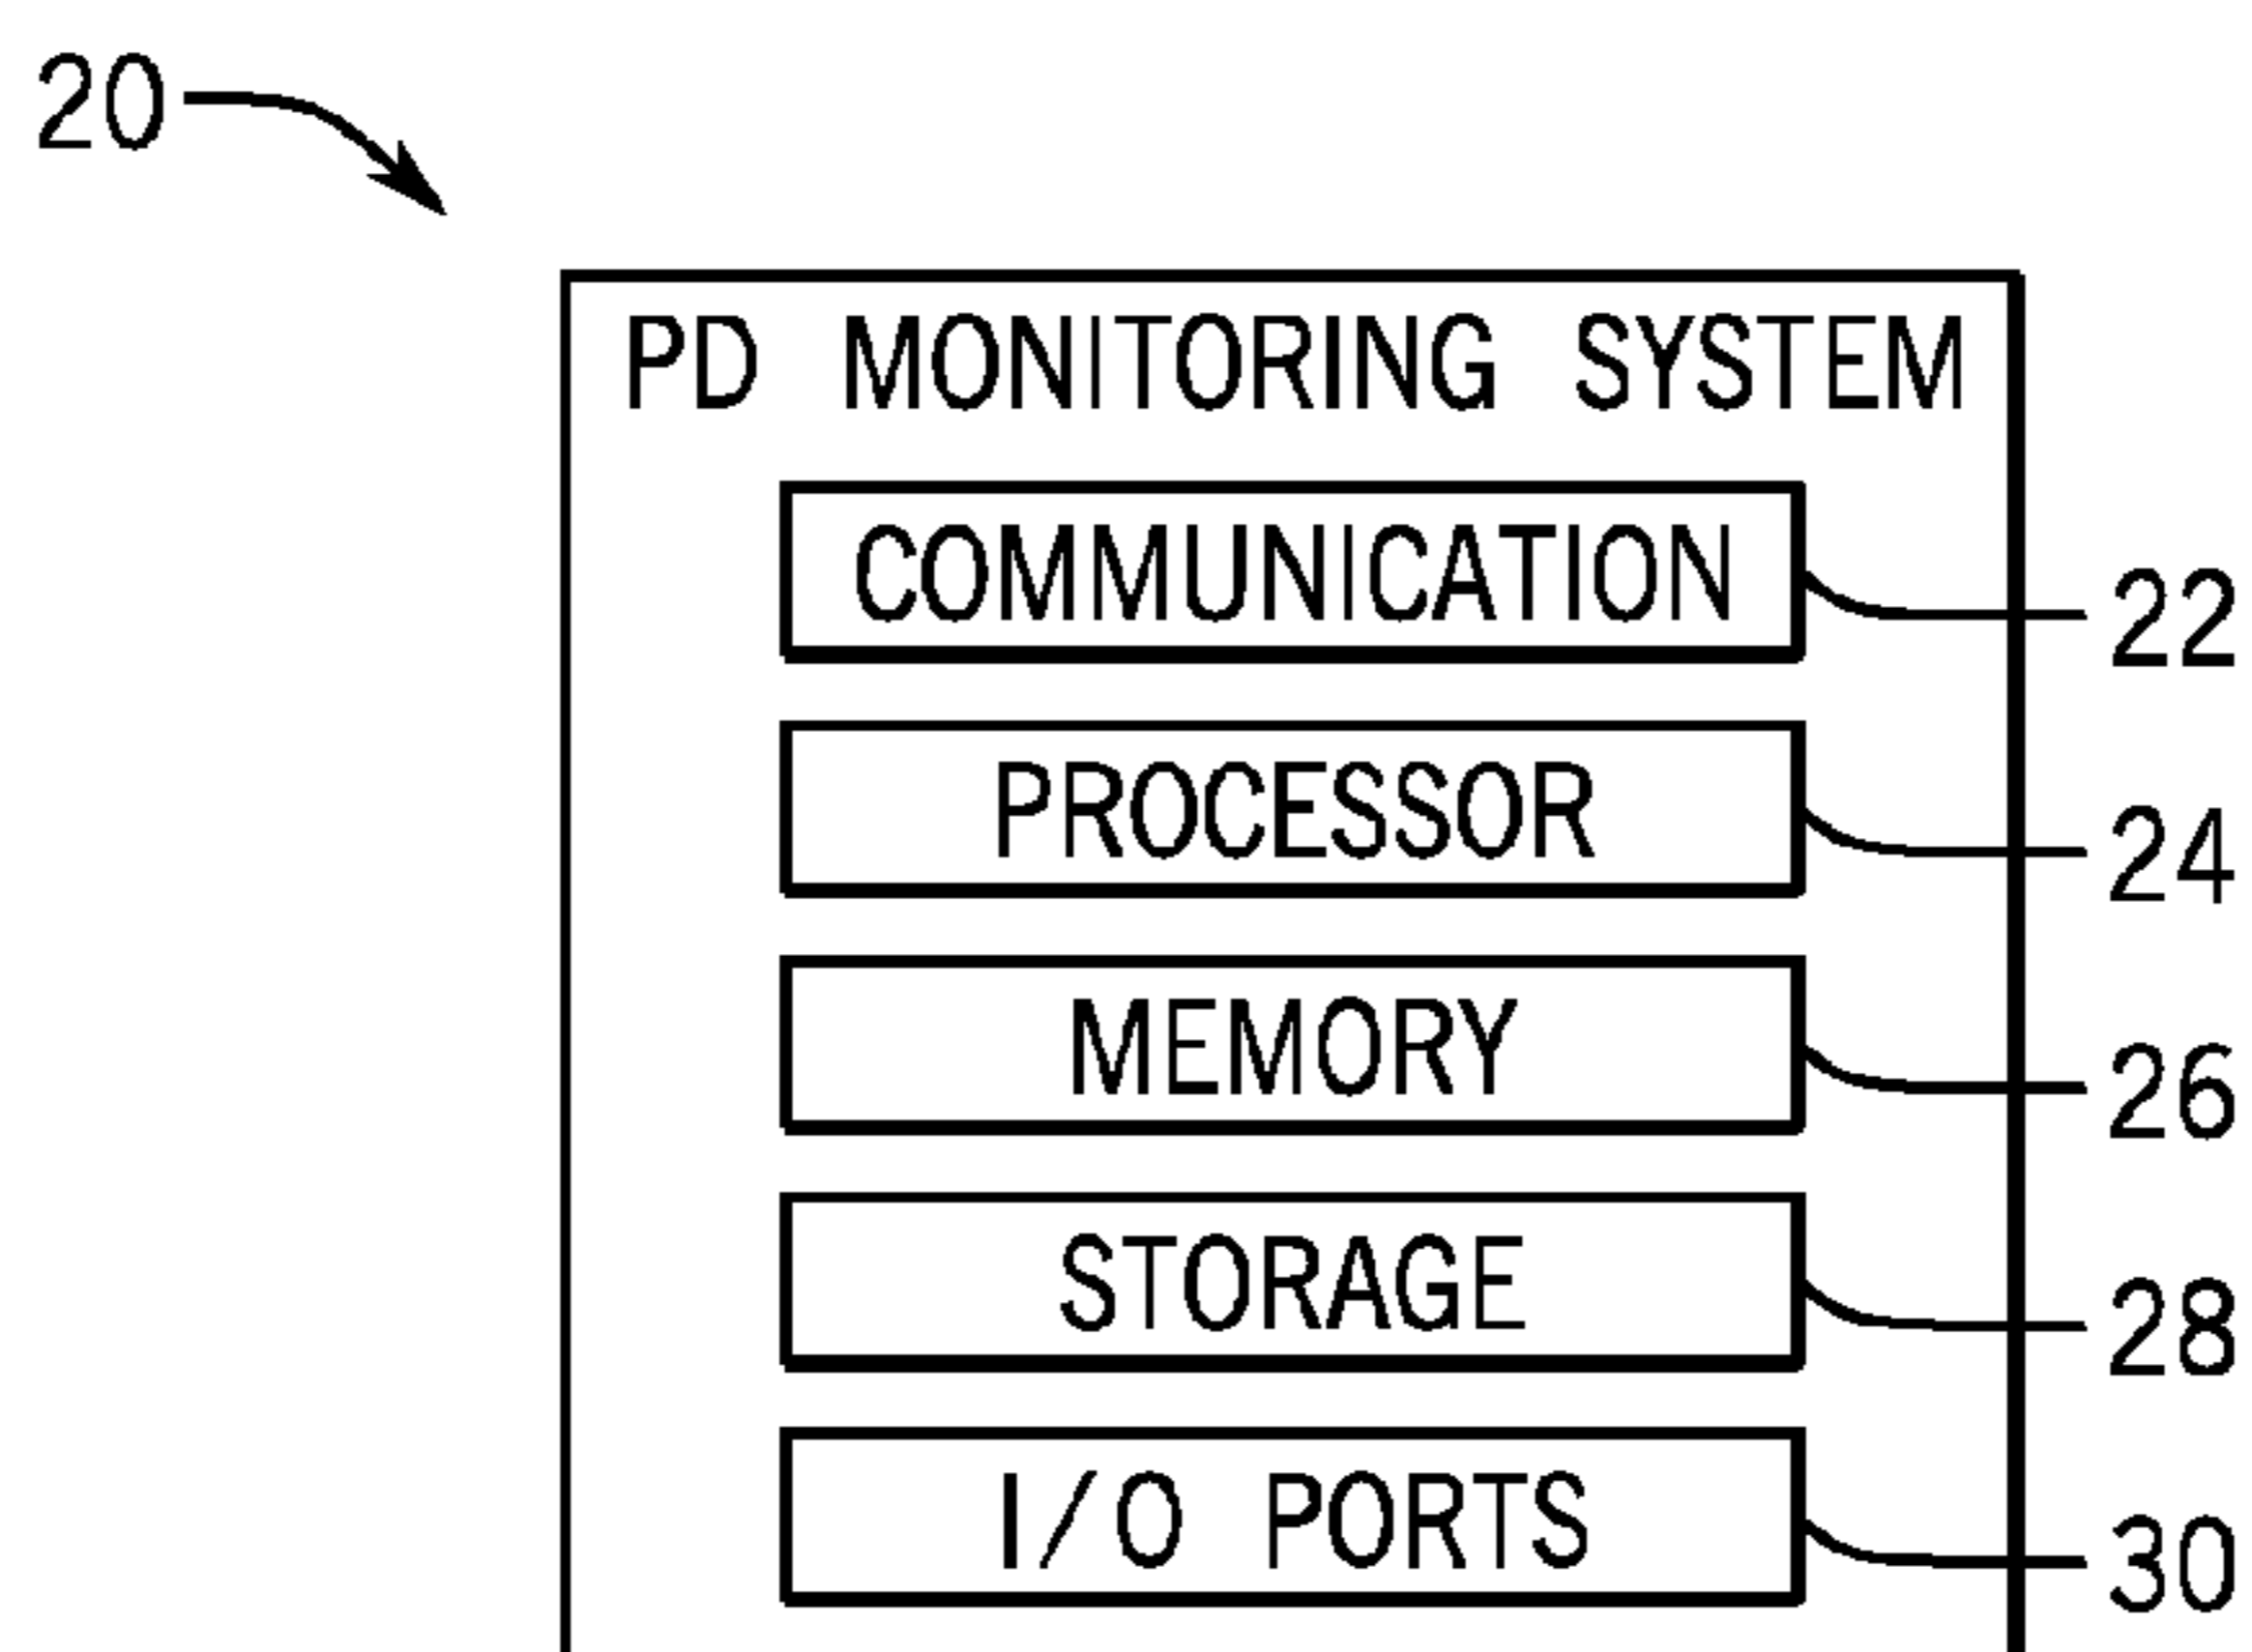 20
PD MONITORING SYSTEM
COMMUNICATION
22
PROCESSOR
24
MEMORY
26
STORAGE
28
I/O PORTS
30